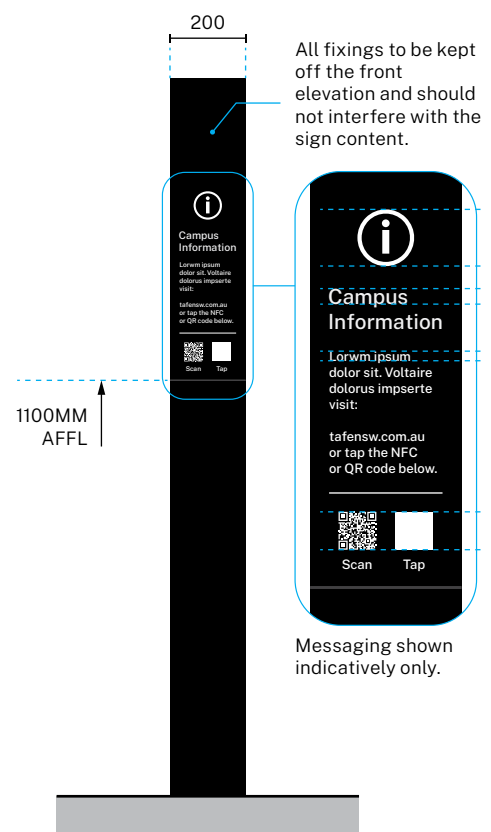 200
All fixings to be kept
off the front
elevation and should
not interfere with the
sign content.
i
Campus
Information
Lorwm ipsum
dolor sit. Voltaire
dolorus impserte
visit:
tafensw.com.au
or tap the NFC
or QR code below.
Scan Tap
1100MM
AFFL
i
Campus
Information
Lorwm ipsum
dolor sit. Voltaire
dolorus impserte
visit:
tafensw.com.au
or tap the NFC
or QR code below.
Scan Tap
Messaging shown
indicatively only.